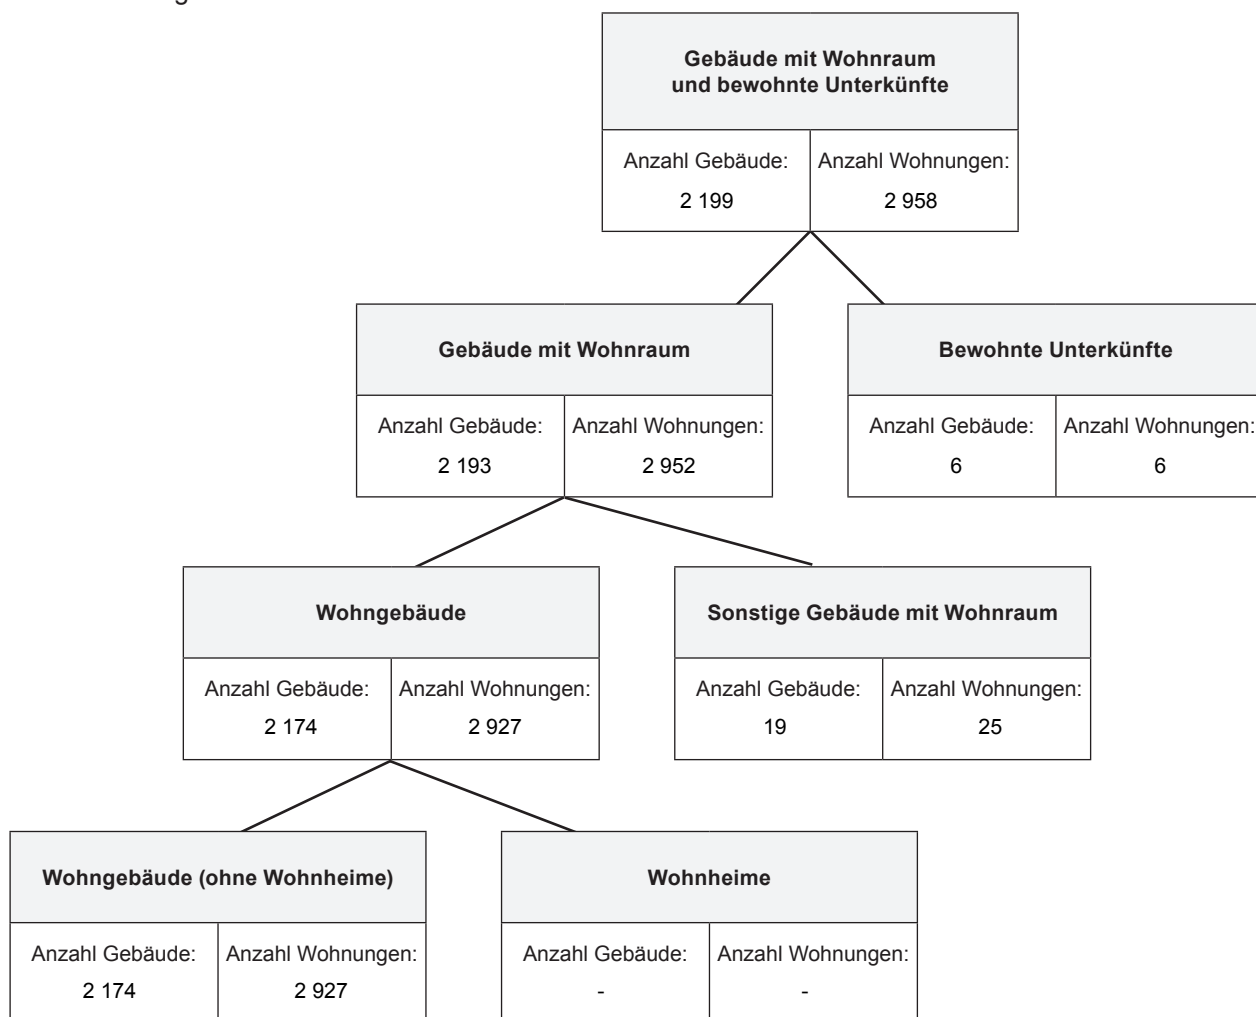 Gebäude mit Wohnraum
und bewohnte Unterkünfte
Anzahl Gebäude: Anzahl Wohnungen:
2 199 2 958
Gebäude mit Wohnraum Bewohnte Unterkünfte
Anzahl Gebäude: Anzahl Wohnungen: Anzahl Gebäude: Anzahl Wohnungen:
2 193 2 952 6 6
Wohngebäude Sonstige Gebäude mit Wohnraum
Anzahl Gebäude: Anzahl Wohnungen: Anzahl Gebäude: Anzahl Wohnungen:
2 174 2 927 19 25
Wohngebäude (ohne Wohnheime) Wohnheime
Anzahl Gebäude: Anzahl Wohnungen: Anzahl Gebäude: Anzahl Wohnungen:
2 174 2 927 - -